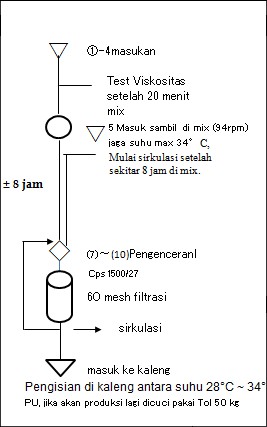 ①-4masukan
Test Viskositas
setelah 20 menit
mix
5 Masuk sambil di mix (94rpm)
jaga suhu max 34° C,
Mulai sirkulasi setelah
sekitar 8 jam di mix.
± 8 jam
(7)～(10)PengenceranI
Cps 1500/27
60 mesh filtrasi
sirkulasi
masuk ke kaleng
Pengisian di kaleng antara suhu 28°C ~ 34°
PU, jika akan produksi lagi dicuci pakai Tol 50 kg